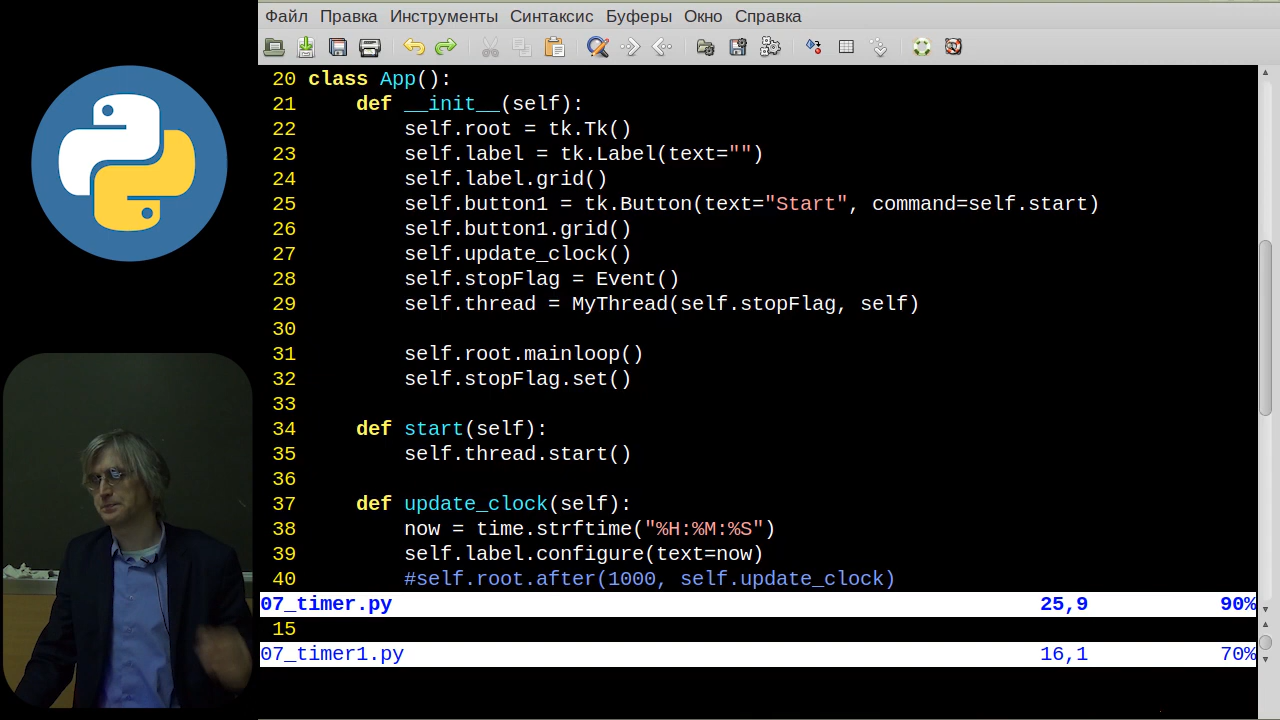 Файл Правка Инструменты Синтаксис Буферы Окно Справка
20 class App():
21     def __init__(self):
22         self.root = tk.Tk()
23         self.label = tk.Label(text="")
24         self.label.grid()
25         self.button1 = tk.Button(text="Start", command=self.start)
26         self.button1.grid()
27         self.update_clock()
28         self.stopFlag = Event()
29         self.thread = MyThread(self.stopFlag, self)
30
31         self.root.mainloop()
32         self.stopFlag.set()
33
34     def start(self):
35         self.thread.start()
36
37     def update_clock(self):
38         now = time.strftime("%H:%M:%S")
39         self.label.configure(text=now)
40         #self.root.after(1000, self.update_clock)
07_timer.py 25,9 90%
15
07_timer1.py 16,1 70%